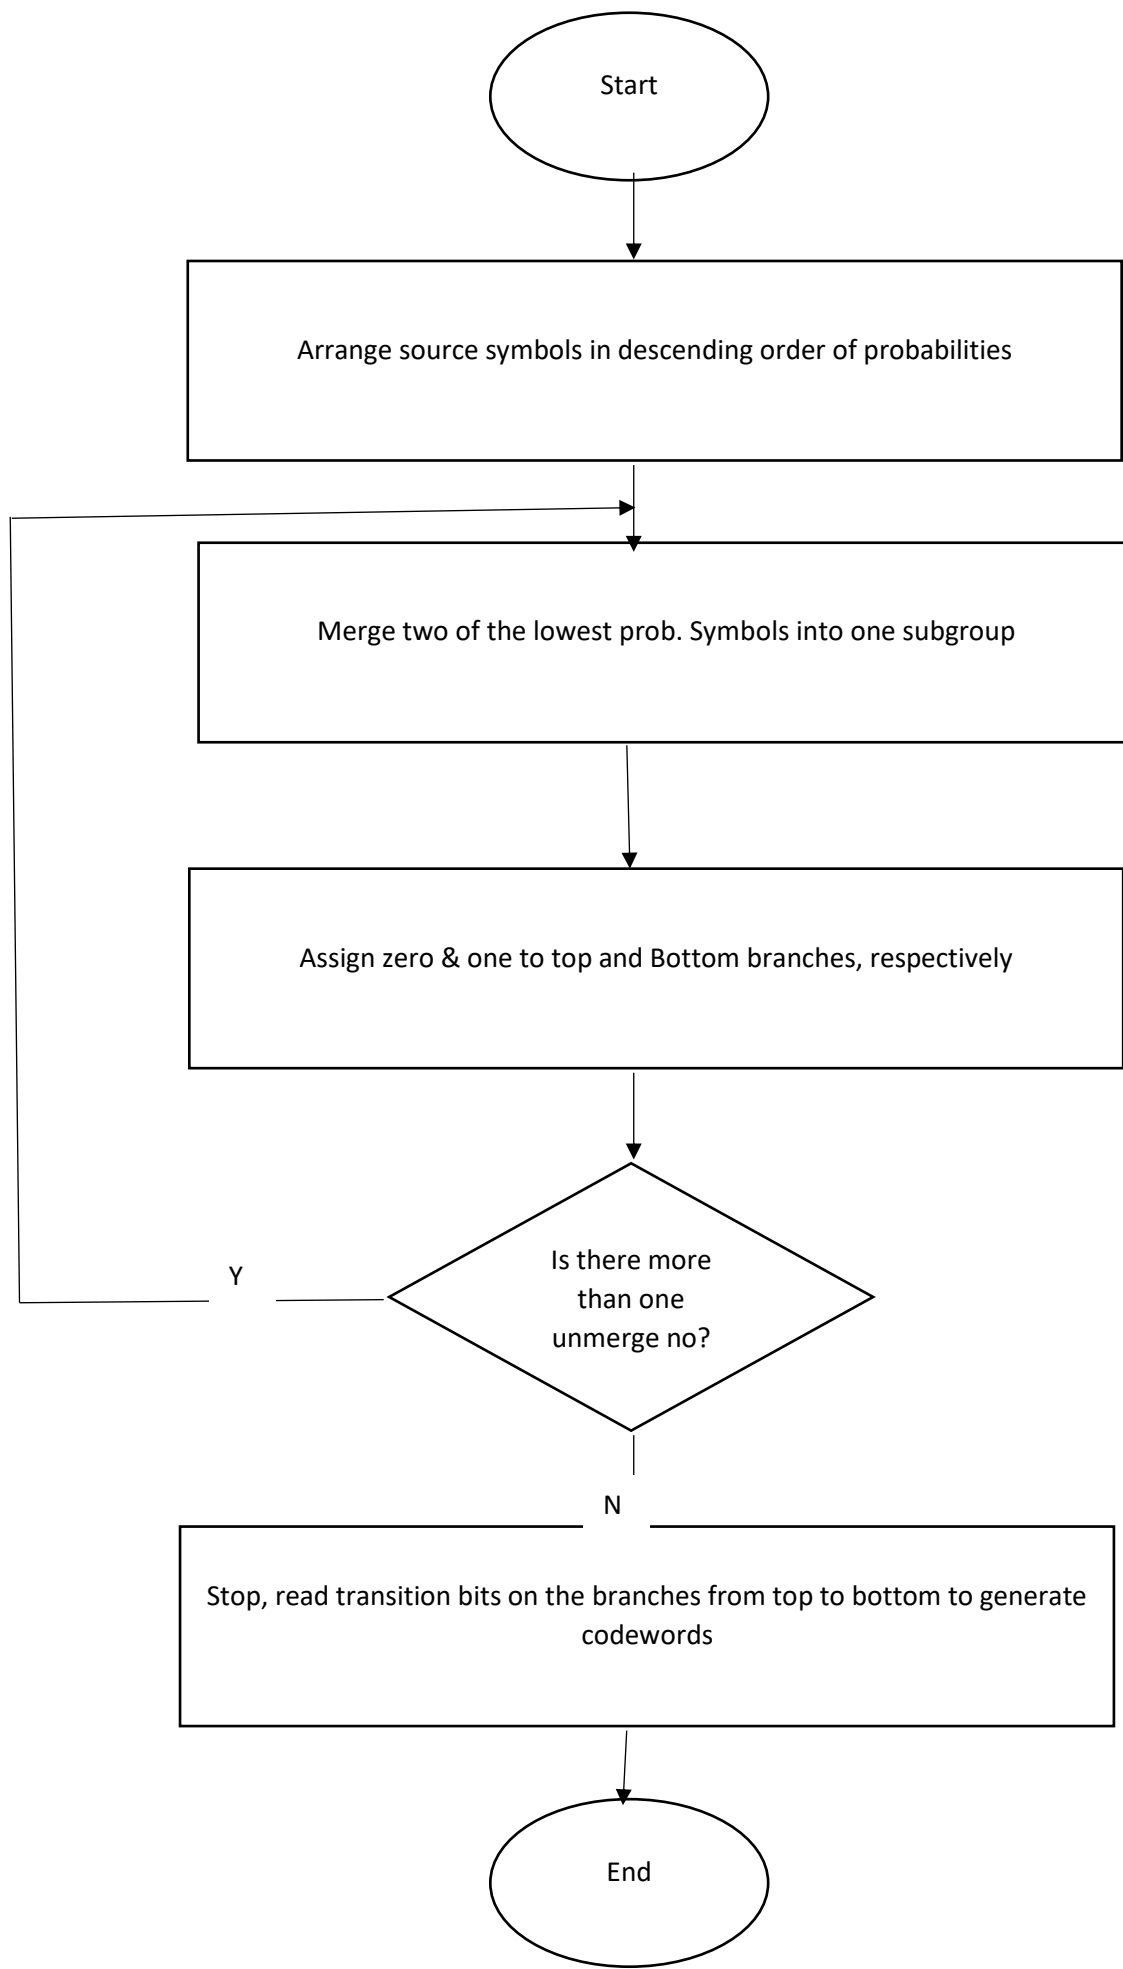 Start
Arrange source symbols in descending order of probabilities
Merge two of the lowest prob. Symbols into one subgroup
Assign zero & one to top and Bottom branches, respectively
Is there more
than one
unmerge no?
Y
N
Stop, read transition bits on the branches from top to bottom to generate
codewords
End